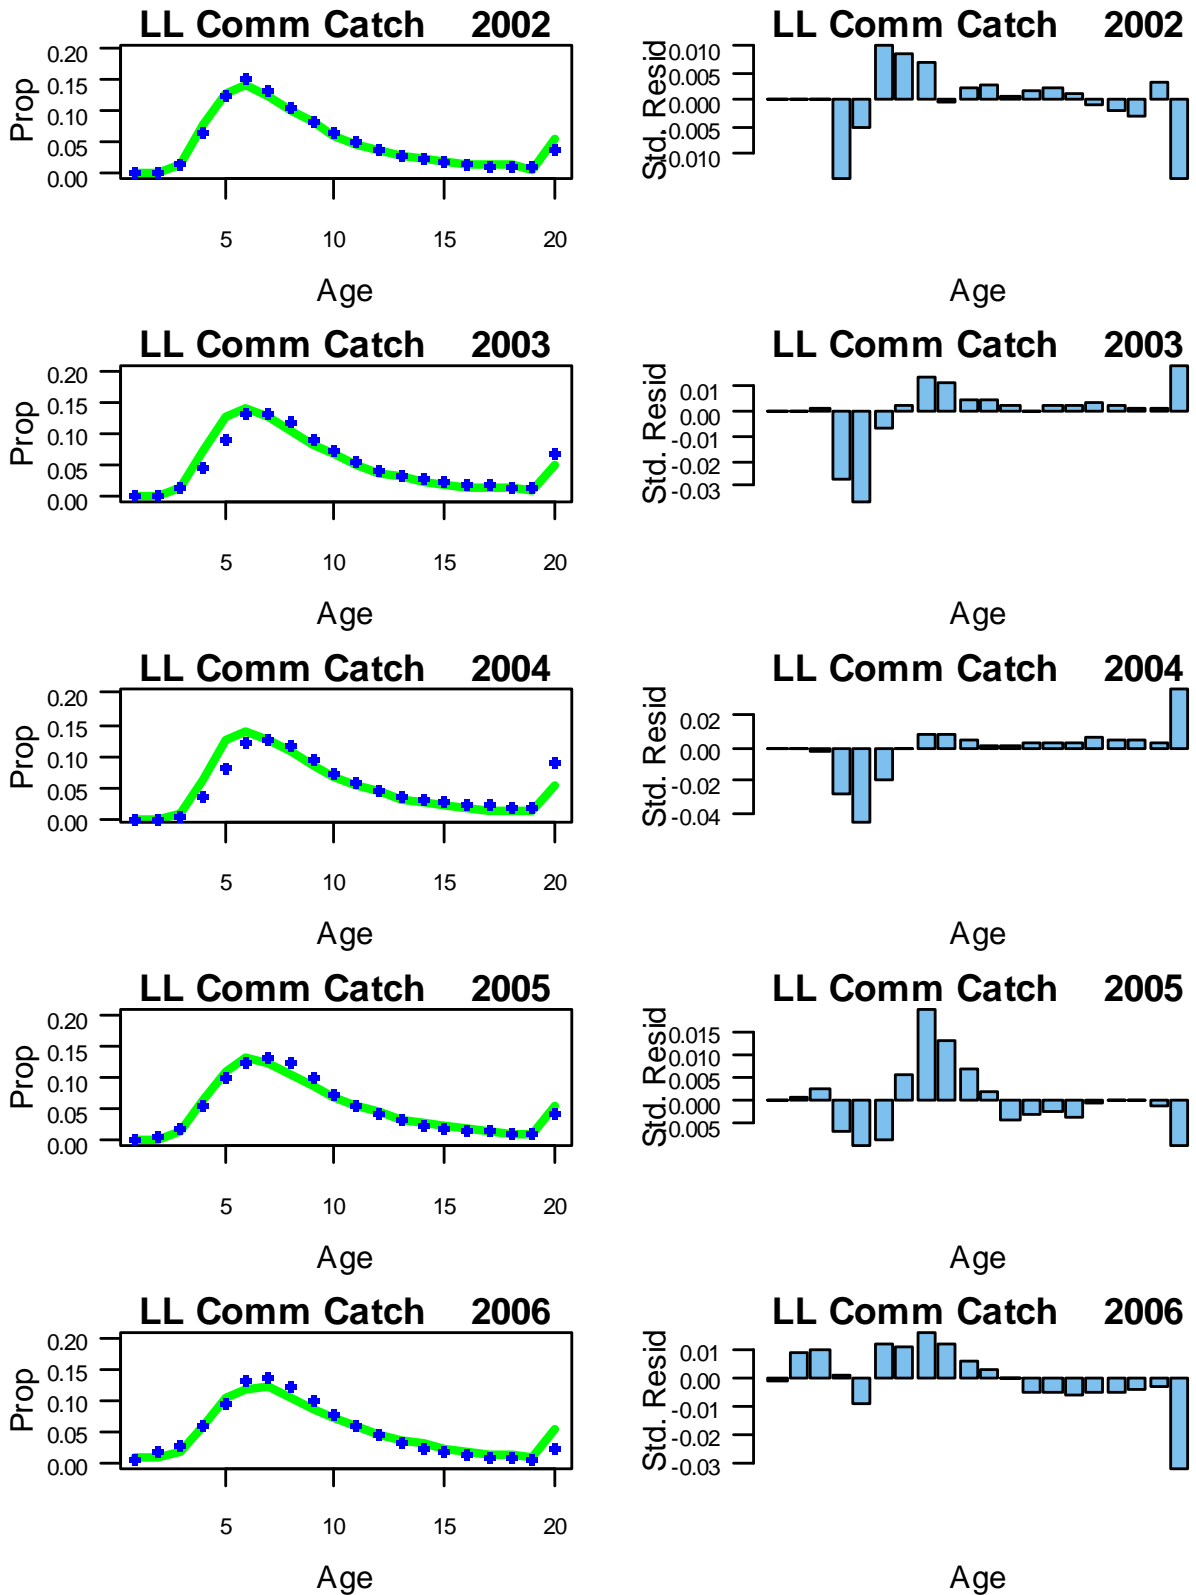 LL Comm Catch 2002
Prop
0.20
0.15
0.10
0.05
0.00
5 10 15 20
Age
LL Comm Catch 2002
Std. Resid
0.010
0.005
0.000
-0.005
-0.010
Age
LL Comm Catch 2003
Prop
0.20
0.15
0.10
0.05
0.00
5 10 15 20
Age
LL Comm Catch 2003
Std. Resid
0.01
0.00
-0.01
-0.02
-0.03
Age
LL Comm Catch 2004
Prop
0.20
0.15
0.10
0.05
0.00
5 10 15 20
Age
LL Comm Catch 2004
Std. Resid
0.02
0.00
-0.02
-0.04
Age
LL Comm Catch 2005
Prop
0.20
0.15
0.10
0.05
0.00
5 10 15 20
Age
LL Comm Catch 2005
Std. Resid
0.015
0.010
0.005
0.000
-0.005
Age
LL Comm Catch 2006
Prop
0.20
0.15
0.10
0.05
0.00
5 10 15 20
Age
LL Comm Catch 2006
Std. Resid
0.01
0.00
-0.01
-0.02
-0.03
Age